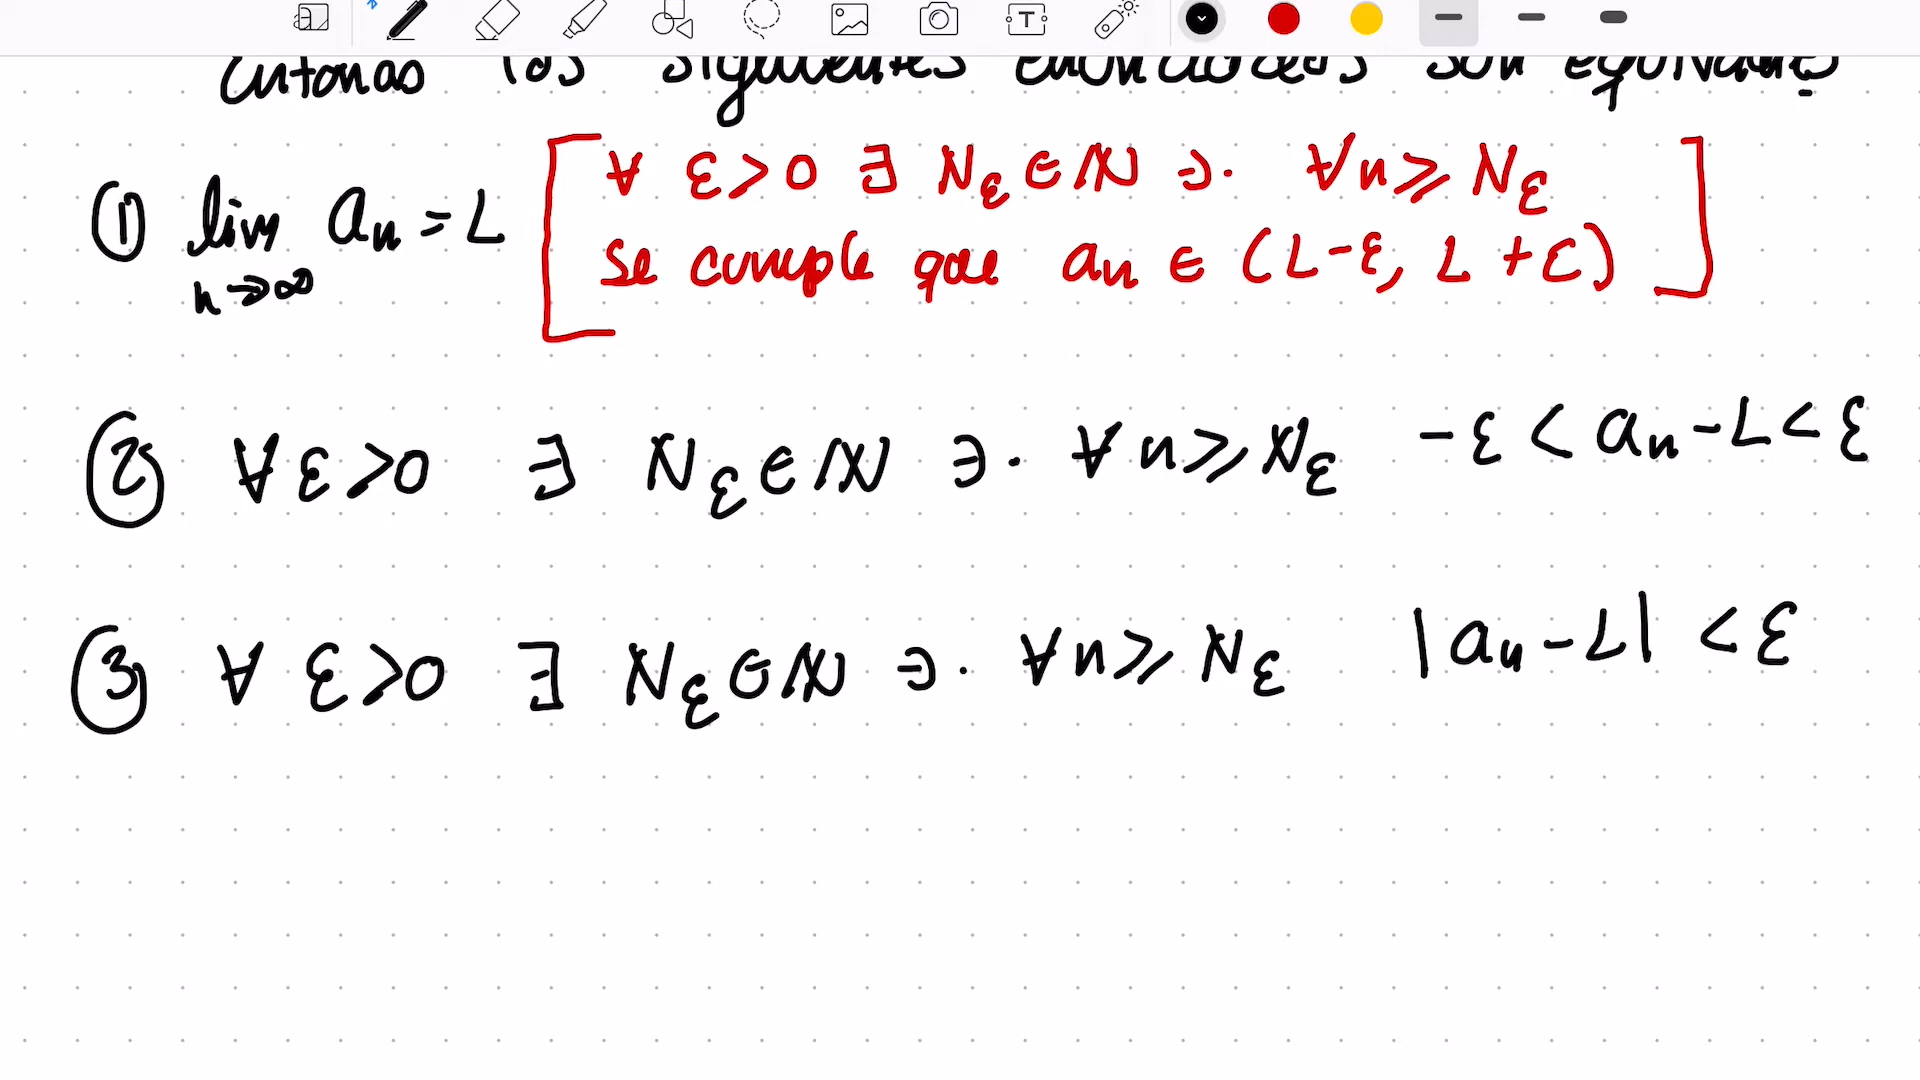 Entonces los siguientes enunciados son equivalentes
① lim n→∞ aₙ = L [ ∀ ε>0 ∃ N_ε ∈ ℕ ∋· ∀n ⩾ N_ε
se cumple que aₙ ∈ (L-ε, L+ε) ]
② ∀ε>0 ∃ N_ε ∈ ℕ ∋· ∀n ⩾ N_ε -ε < aₙ-L < ε
③ ∀ ε>0 ∃ N_ε ∈ ℕ ∋· ∀n ⩾ N_ε |aₙ-L| < ε